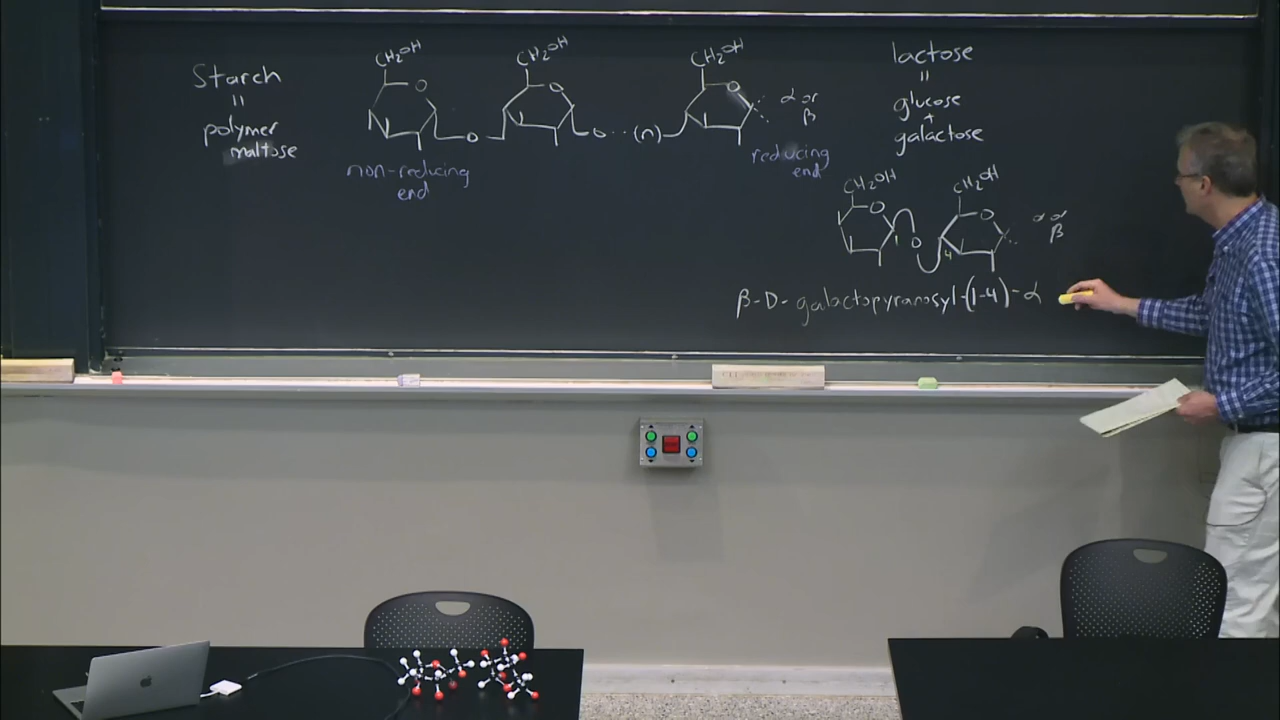 Starch
=
polymer
maltose
CH₂OH
CH₂OH
CH₂OH
O
O
O
O
O
(n)
α or
β
non-reducing
end
reducing
end
lactose
=
glucose
+
galactose
CH₂OH
CH₂OH
O
O
1
O
4
α or
β
β-D-galactopyranosyl-(1-4)-α